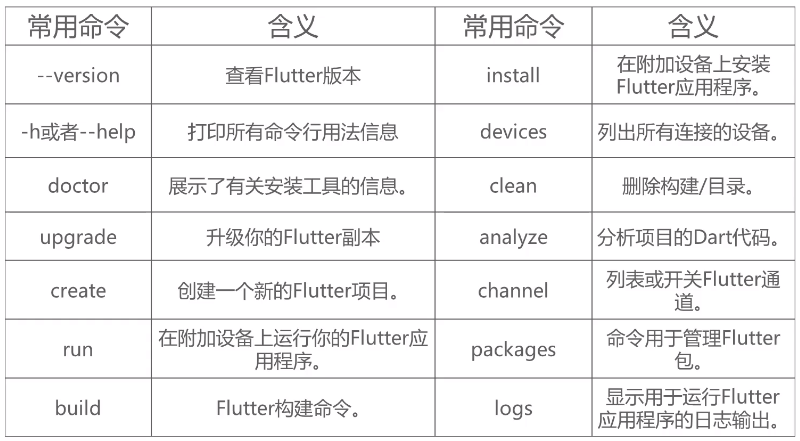 常用命令 含义 常用命令 含义
--version 查看Flutter版本 install 在附加设备上安装
Flutter应用程序。
-h或者--help 打印所有命令行用法信息 devices 列出所有连接的设备。
doctor 展示了有关安装工具的信息。 clean 删除构建/目录。
upgrade 升级你的Flutter副本 analyze 分析项目的Dart代码。
create 创建一个新的Flutter项目。 channel 列表或开关Flutter通
道。
run 在附加设备上运行你的Flutter应
用程序。 packages 命令用于管理Flutter
包。
build Flutter构建命令。 logs 显示用于运行Flutter
应用程序的日志输出。